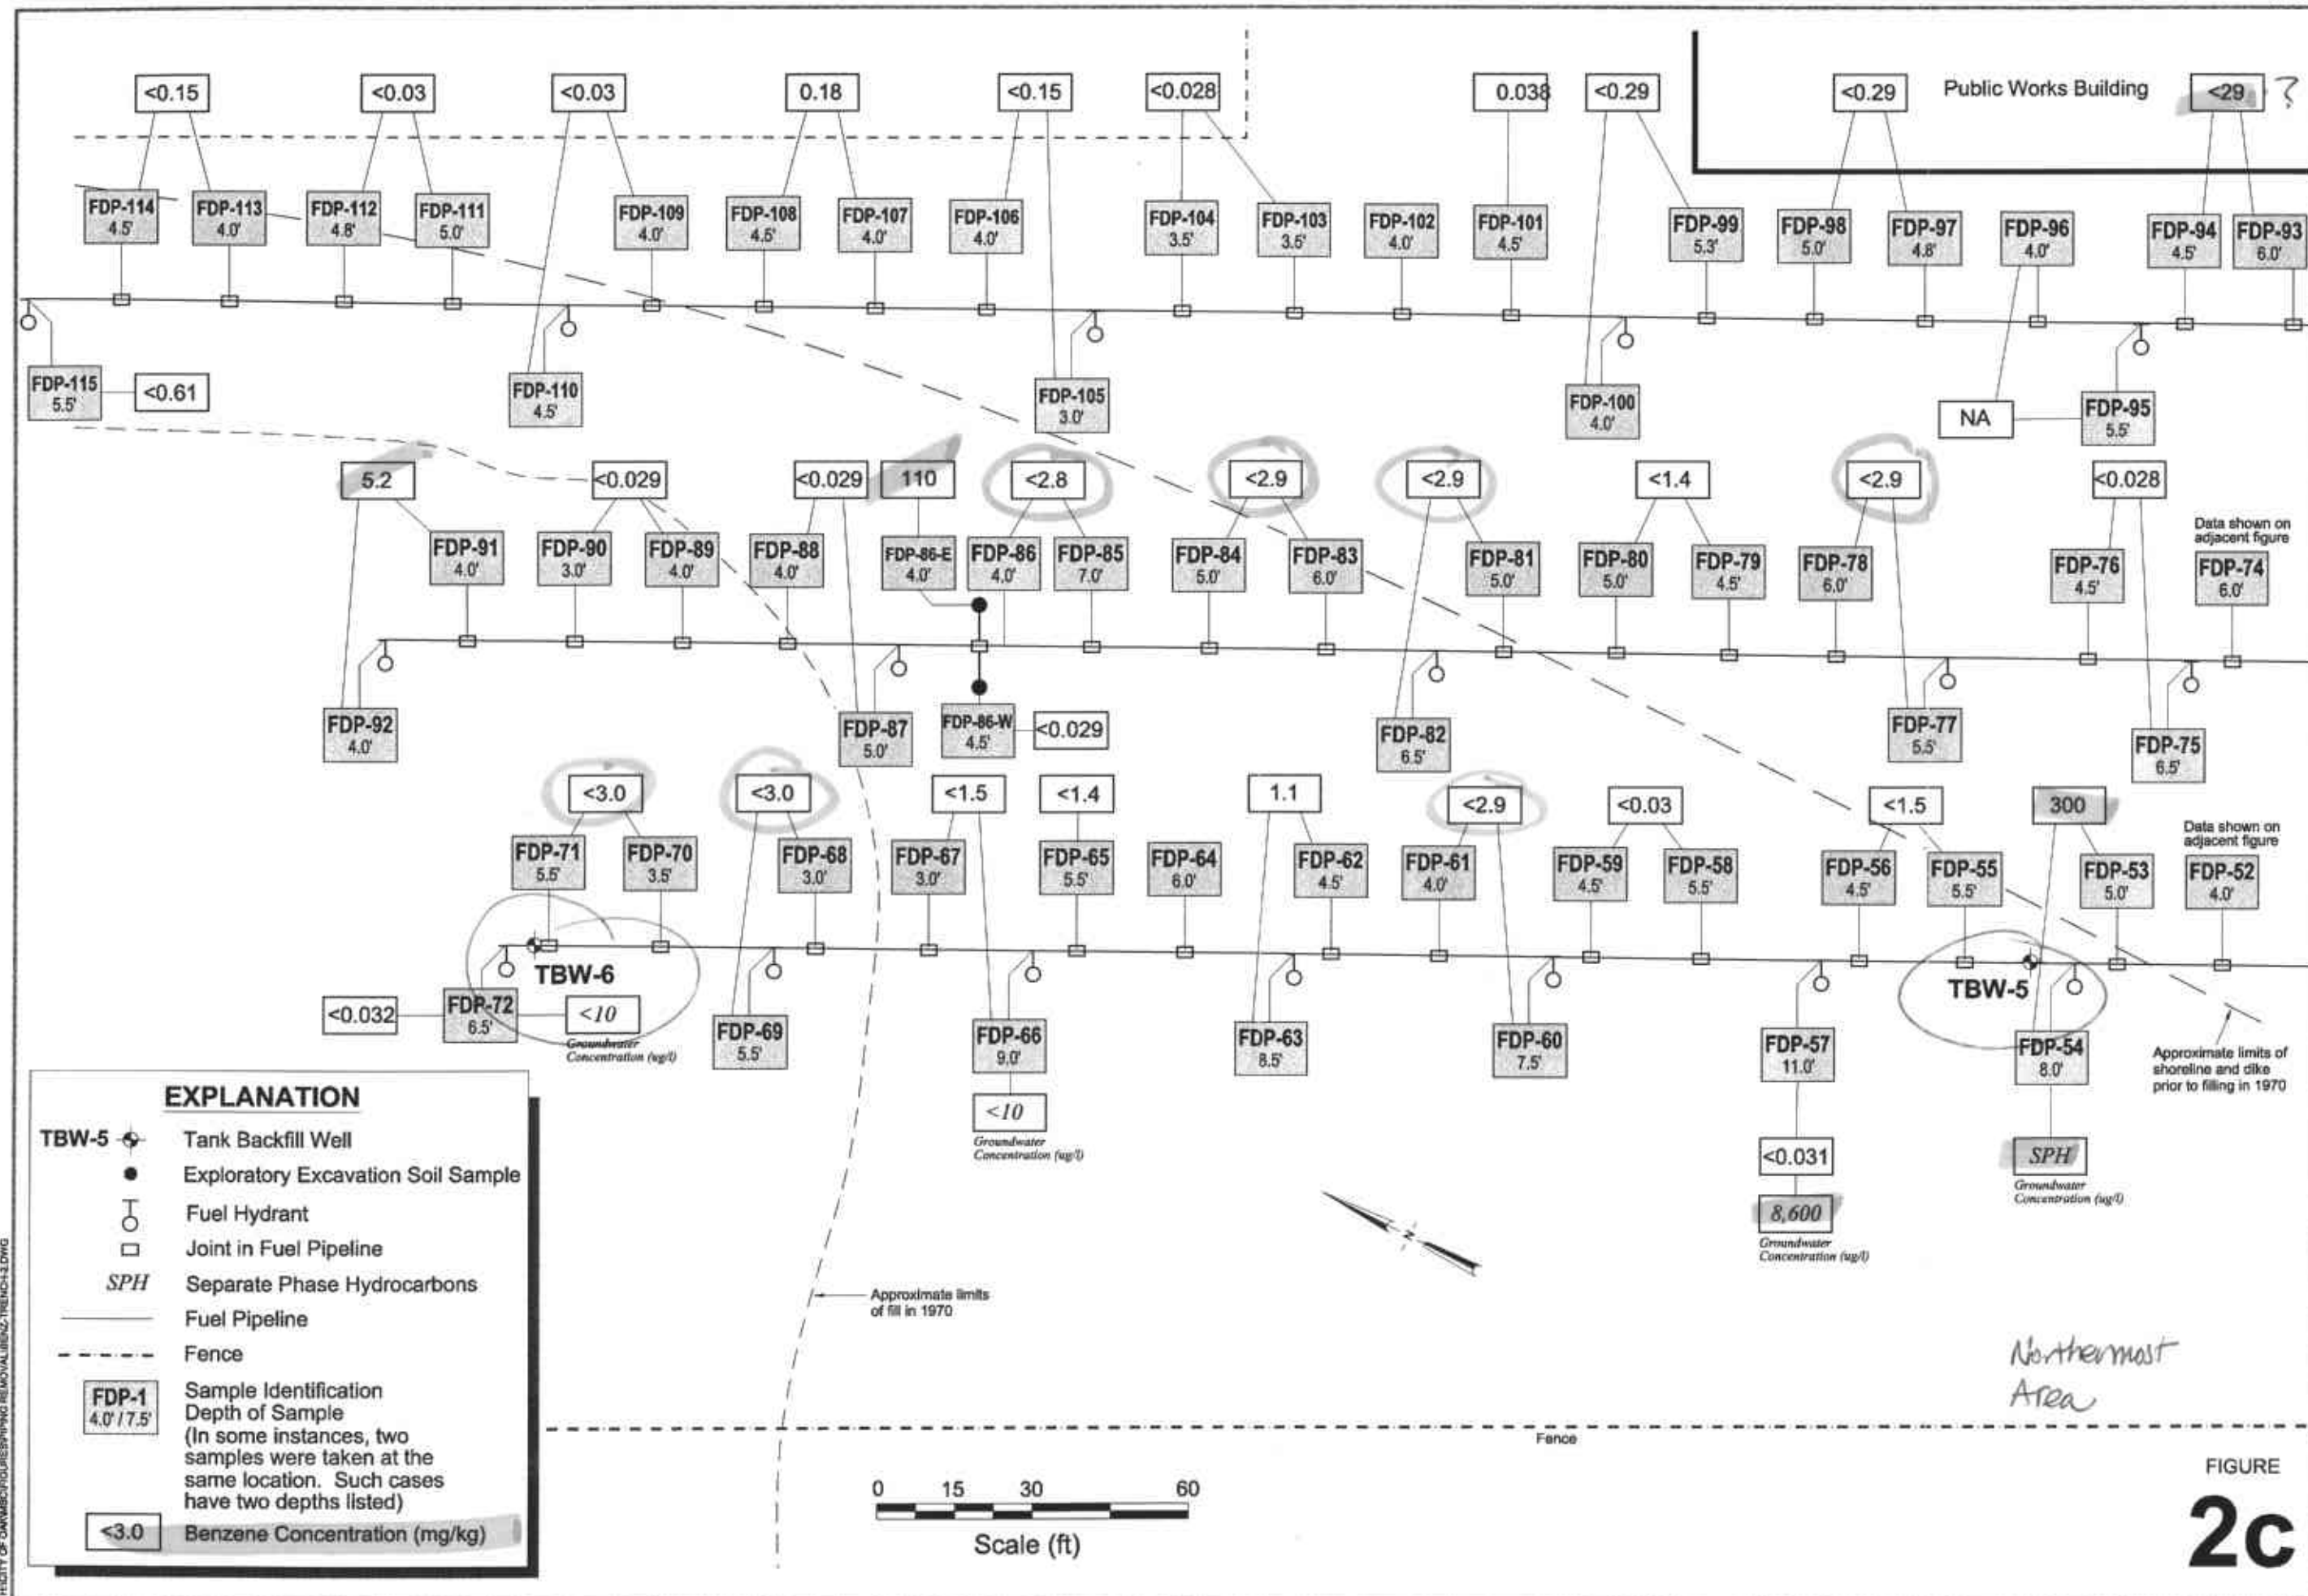 <0.15
<0.03
<0.03
0.18
<0.15
<0.028
0.038
<0.29
<0.29
Public Works Building
<29
?
FDP-114
4.5'
FDP-113
4.0'
FDP-112
4.8'
FDP-111
5.0'
FDP-109
4.0'
FDP-108
4.5'
FDP-107
4.0'
FDP-106
4.0'
FDP-104
3.5'
FDP-103
3.5'
FDP-102
4.0'
FDP-101
4.5'
FDP-99
5.3'
FDP-98
5.0'
FDP-97
4.8'
FDP-96
4.0'
FDP-94
4.5'
FDP-93
6.0'
FDP-115
5.5'
<0.61
FDP-110
4.5'
FDP-105
3.0'
FDP-100
4.0'
NA
FDP-95
5.5'
5.2
<0.029
<0.029
110
<2.8
<2.9
<2.9
<1.4
<2.9
<0.028
Data shown on
adjacent figure
FDP-91
4.0'
FDP-90
3.0'
FDP-89
4.0'
FDP-88
4.0'
FDP-86-E
4.0'
FDP-86
4.0'
FDP-85
7.0'
FDP-84
5.0'
FDP-83
6.0'
FDP-81
5.0'
FDP-80
5.0'
FDP-79
4.5'
FDP-78
6.0'
FDP-76
4.5'
FDP-74
6.0'
FDP-92
4.0'
FDP-87
5.0'
FDP-86-W
4.5'
<0.029
FDP-82
6.5'
FDP-77
5.5'
FDP-75
6.5'
<3.0
<3.0
<1.5
<1.4
1.1
<2.9
<0.03
<1.5
300
Data shown on
adjacent figure
FDP-71
5.5'
FDP-70
3.5'
FDP-68
3.0'
FDP-67
3.0'
FDP-65
5.5'
FDP-64
6.0'
FDP-62
4.5'
FDP-61
4.0'
FDP-59
4.5'
FDP-58
5.5'
FDP-56
4.5'
FDP-55
5.5'
FDP-53
5.0'
FDP-52
4.0'
TBW-6
TBW-5
<0.032
FDP-72
6.5'
<10
Groundwater
Concentration (ug/l)
FDP-69
5.5'
FDP-66
9.0'
<10
Groundwater
Concentration (ug/l)
FDP-63
8.5'
FDP-60
7.5'
FDP-57
11.0'
<0.031
8,600
Groundwater
Concentration (ug/l)
FDP-54
8.0'
SPH
Groundwater
Concentration (ug/l)
Approximate limits of
shoreline and dike
prior to filling in 1970
EXPLANATION
TBW-5 Tank Backfill Well
Exploratory Excavation Soil Sample
Fuel Hydrant
Joint in Fuel Pipeline
SPH Separate Phase Hydrocarbons
Fuel Pipeline
Fence
FDP-1
4.0' / 7.5'
Sample Identification
Depth of Sample
(In some instances, two
samples were taken at the
same location. Such cases
have two depths listed)
<3.0 Benzene Concentration (mg/kg)
N
Approximate limits
of fill in 1970
Northernmost
Area
Fence
0 15 30 60
Scale (ft)
FIGURE
2c